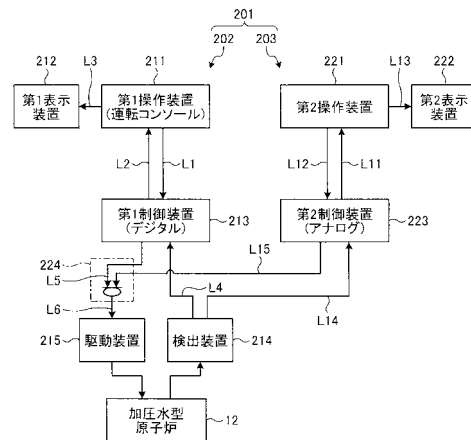 201
202
203
212
L3
211
221
L13
222
第1表示
装置
第1操作装置
(運転コンソール)
第2操作装置
第2表示
装置
L2
L1
L12
L11
第1制御装置
(デジタル)
213
第2制御装置
(アナログ)
223
224
L5
L15
L6
L4
L14
215
駆動装置
検出装置
214
加圧水型
原子炉
12